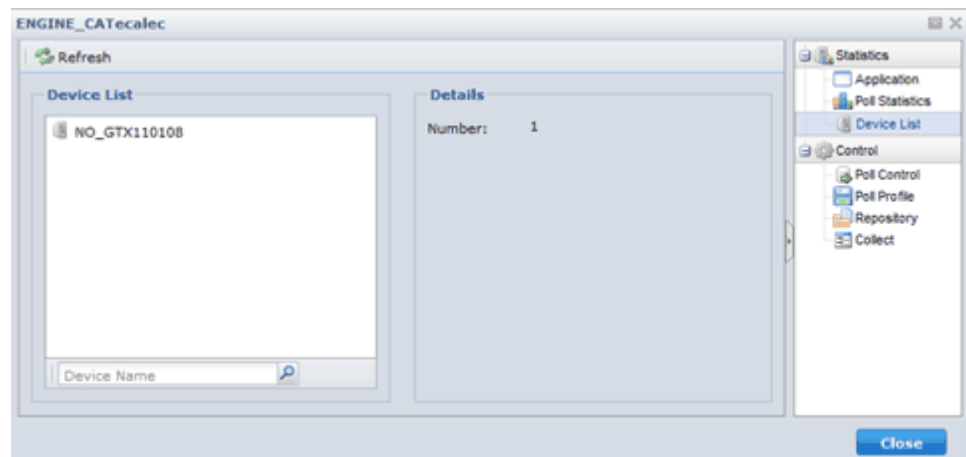 ENGINE_CATecalec
Refresh
Device List
NO_GTX110108
Device Name
Details
Number: 1
Statistics
Application
Poll Statistics
Device List
Control
Poll Control
Poll Profile
Repository
Collect
Close